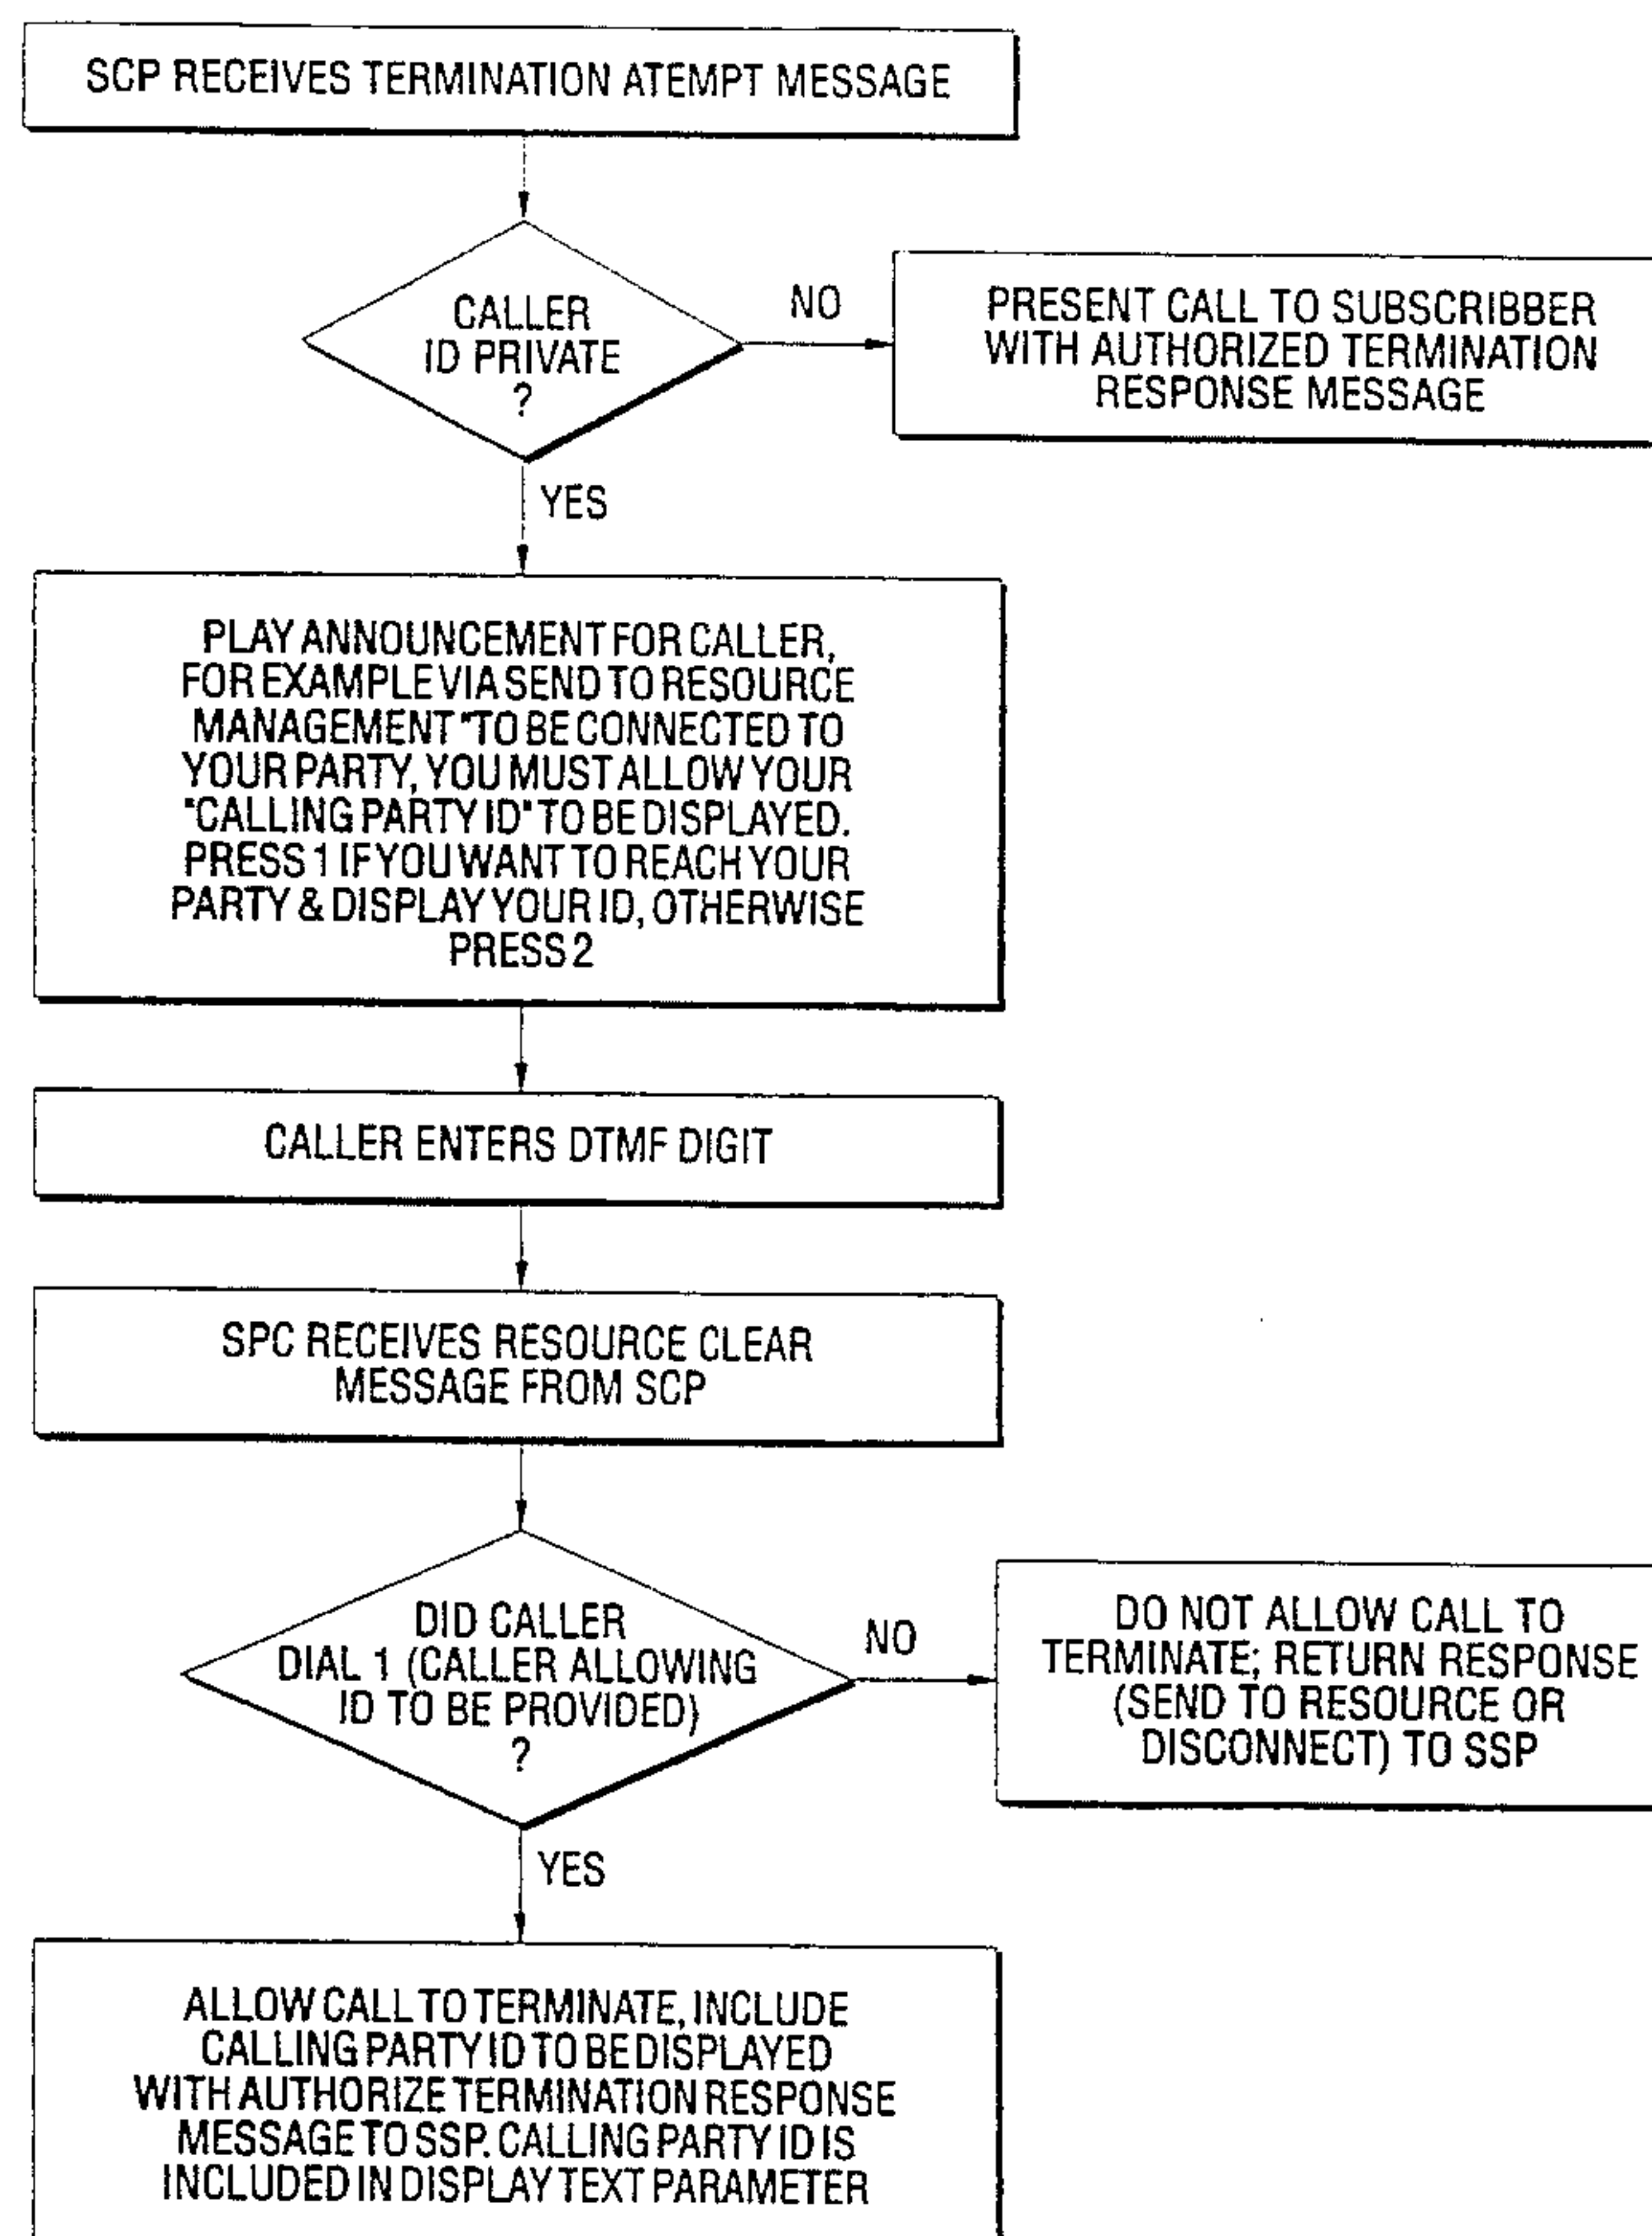 SCP RECEIVES TERMINATION ATEMPT MESSAGE
CALLER
ID PRIVATE
?
NO
PRESENT CALL TO SUBSCRIBBER
WITH AUTHORIZED TERMINATION
RESPONSE MESSAGE
YES
PLAY ANNOUNCEMENT FOR CALLER,
FOR EXAMPLE VIA SEND TO RESOURCE
MANAGEMENT "TO BE CONNECTED TO
YOUR PARTY, YOU MUST ALLOW YOUR
"CALLING PARTY ID" TO BE DISPLAYED.
PRESS 1 IF YOU WANT TO REACH YOUR
PARTY & DISPLAY YOUR ID, OTHERWISE
PRESS 2
CALLER ENTERS DTMF DIGIT
SPC RECEIVES RESOURCE CLEAR
MESSAGE FROM SCP
DID CALLER
DIAL 1 (CALLER ALLOWING
ID TO BE PROVIDED)
?
NO
DO NOT ALLOW CALL TO
TERMINATE; RETURN RESPONSE
(SEND TO RESOURCE OR
DISCONNECT) TO SSP
YES
ALLOW CALL TO TERMINATE, INCLUDE
CALLING PARTY ID TO BE DISPLAYED
WITH AUTHORIZE TERMINATION RESPONSE
MESSAGE TO SSP. CALLING PARTY ID IS
INCLUDED IN DISPLAY TEXT PARAMETER